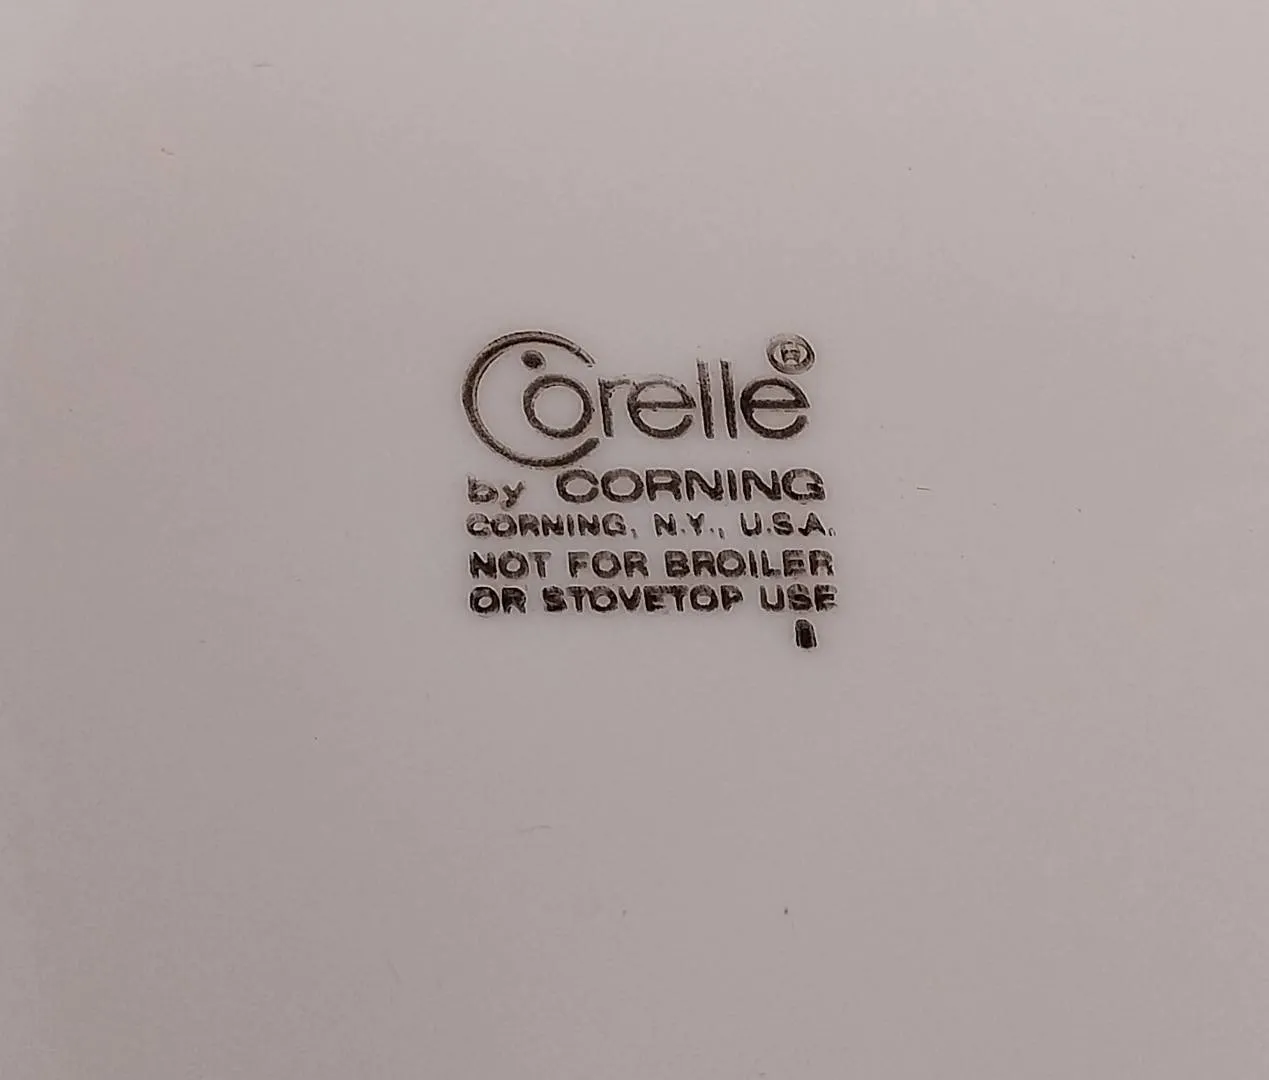 Corelle®
by CORNING
CORNING, N.Y., U.S.A.
NOT FOR BROILER
OR STOVETOP USE